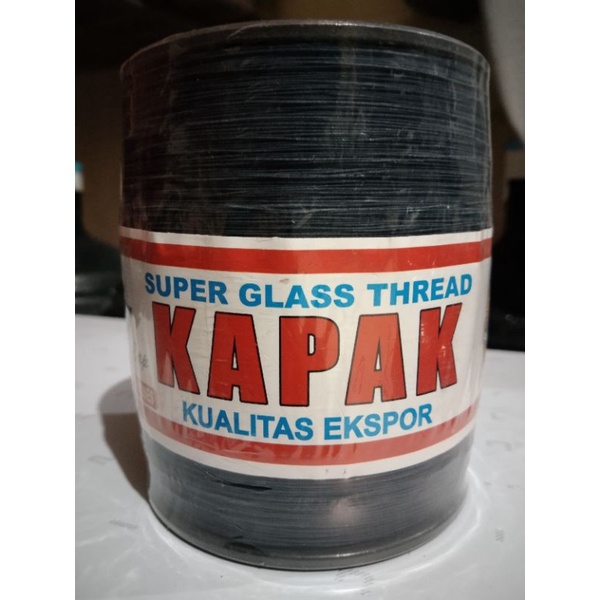 SUPER GLASS THREAD
KAPAK
KUALITAS EKSPOR